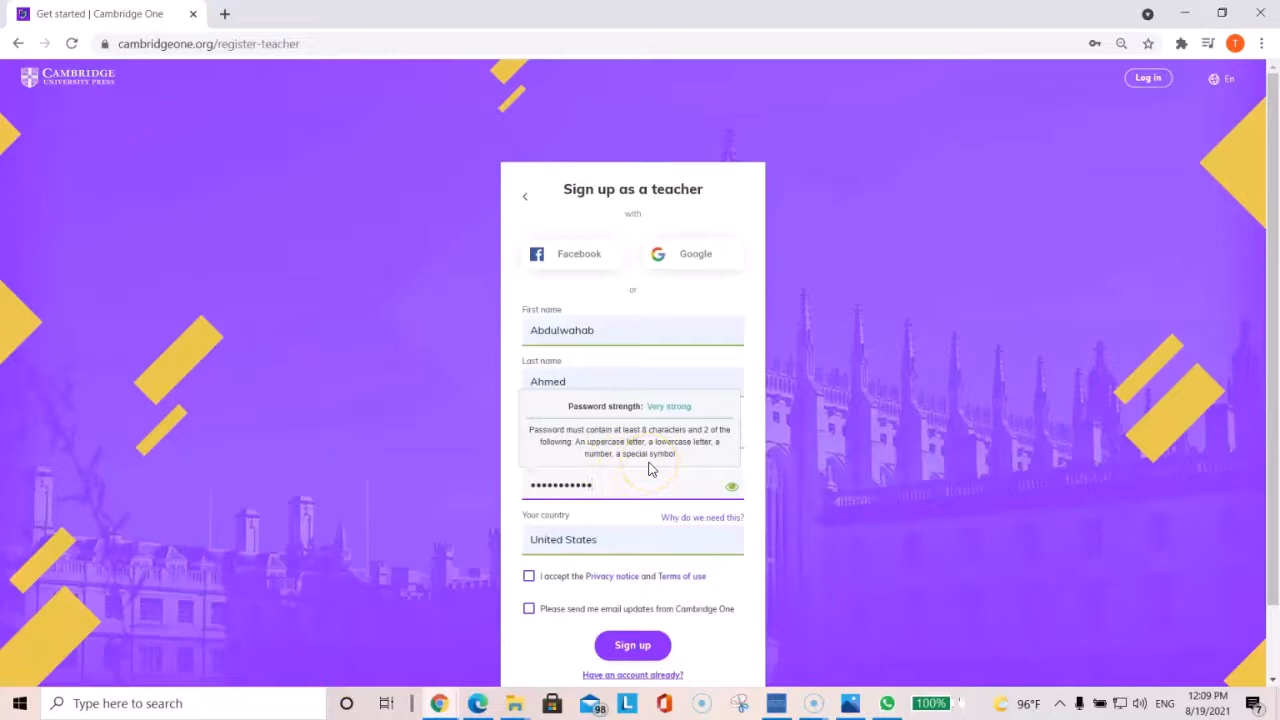 Get started | Cambridge One
cambridgeone.org/register-teacher
CAMBRIDGE
UNIVERSITY PRESS
Log in
En
Sign up as a teacher
with
Facebook
Google
or
First name
Abdulwahab
Last name
Ahmed
Password strength: Very strong
Password must contain at least 8 characters and 2 of the
following: An uppercase letter, a lowercase letter, a
number, a special symbol
•••••••••••
Your country
Why do we need this?
United States
I accept the Privacy notice and Terms of use
Please send me email updates from Cambridge One
Sign up
Have an account already?
Type here to search
98
100%
96°F
ENG
12:09 PM
8/19/2021
7
T